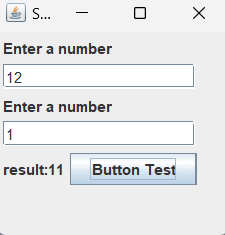 S...
Enter a number
12
Enter a number
1
result:11 Button Test